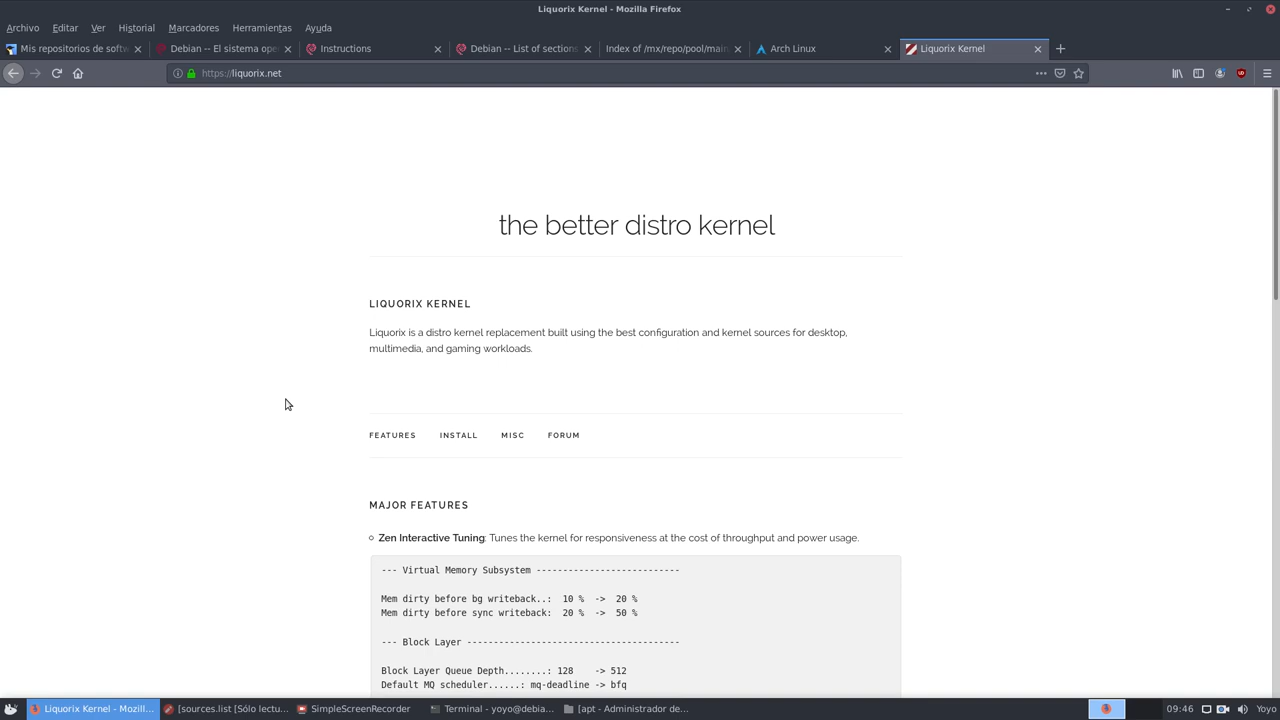 Liquorix Kernel - Mozilla Firefox
Archivo Editar Ver Historial Marcadores Herramientas Ayuda
Mis repositorios de softw
Debian -- El sistema ope
Instructions
Debian -- List of sections
Index of /mx/repo/pool/main
Arch Linux
Liquorix Kernel
https://liquorix.net
the better distro kernel
LIQUORIX KERNEL
Liquorix is a distro kernel replacement built using the best configuration and kernel sources for desktop,
multimedia, and gaming workloads.
FEATURES INSTALL MISC FORUM
MAJOR FEATURES
Zen Interactive Tuning: Tunes the kernel for responsiveness at the cost of throughput and power usage.
--- Virtual Memory Subsystem ---------------------------
Mem dirty before bg writeback..: 10 % -> 20 %
Mem dirty before sync writeback: 20 % -> 50 %
--- Block Layer ----------------------------------------
Block Layer Queue Depth........: 128 -> 512
Default MQ scheduler......: mq-deadline -> bfq
Liquorix Kernel - Mozill...
[sources.list [Sólo lectu...
SimpleScreenRecorder
Terminal - yoyo@debia...
[apt - Administrador de...
09:46
Yoyo